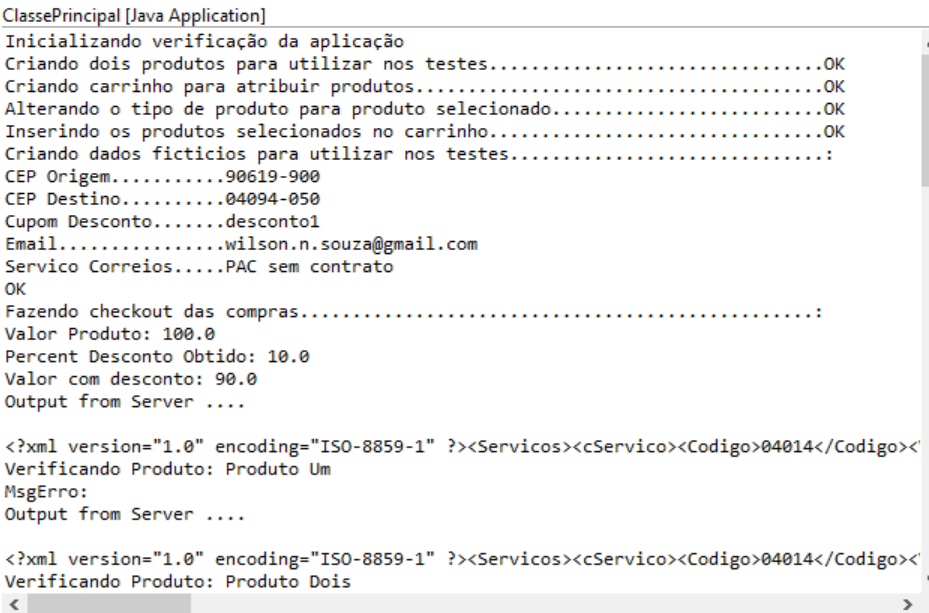 ClassePrincipal [Java Application]
Inicializando verificação da aplicação
Criando dois produtos para utilizar nos testes................................OK
Criando carrinho para atribuir produtos.......................................OK
Alterando o tipo de produto para produto selecionado..........................OK
Inserindo os produtos selecionados no carrinho................................OK
Criando dados ficticios para utilizar nos testes..............................:
CEP Origem...........90619-900
CEP Destino..........04094-050
Cupom Desconto.......desconto1
Email................wilson.n.souza@gmail.com
Servico Correios.....PAC sem contrato
OK
Fazendo checkout das compras.................................................:
Valor Produto: 100.0
Percent Desconto Obtido: 10.0
Valor com desconto: 90.0
Output from Server ....
<?xml version="1.0" encoding="ISO-8859-1" ?><Servicos><cServico><Codigo>04014</Codigo><
Verificando Produto: Produto Um
MsgErro:
Output from Server ....
<?xml version="1.0" encoding="ISO-8859-1" ?><Servicos><cServico><Codigo>04014</Codigo><
Verificando Produto: Produto Dois